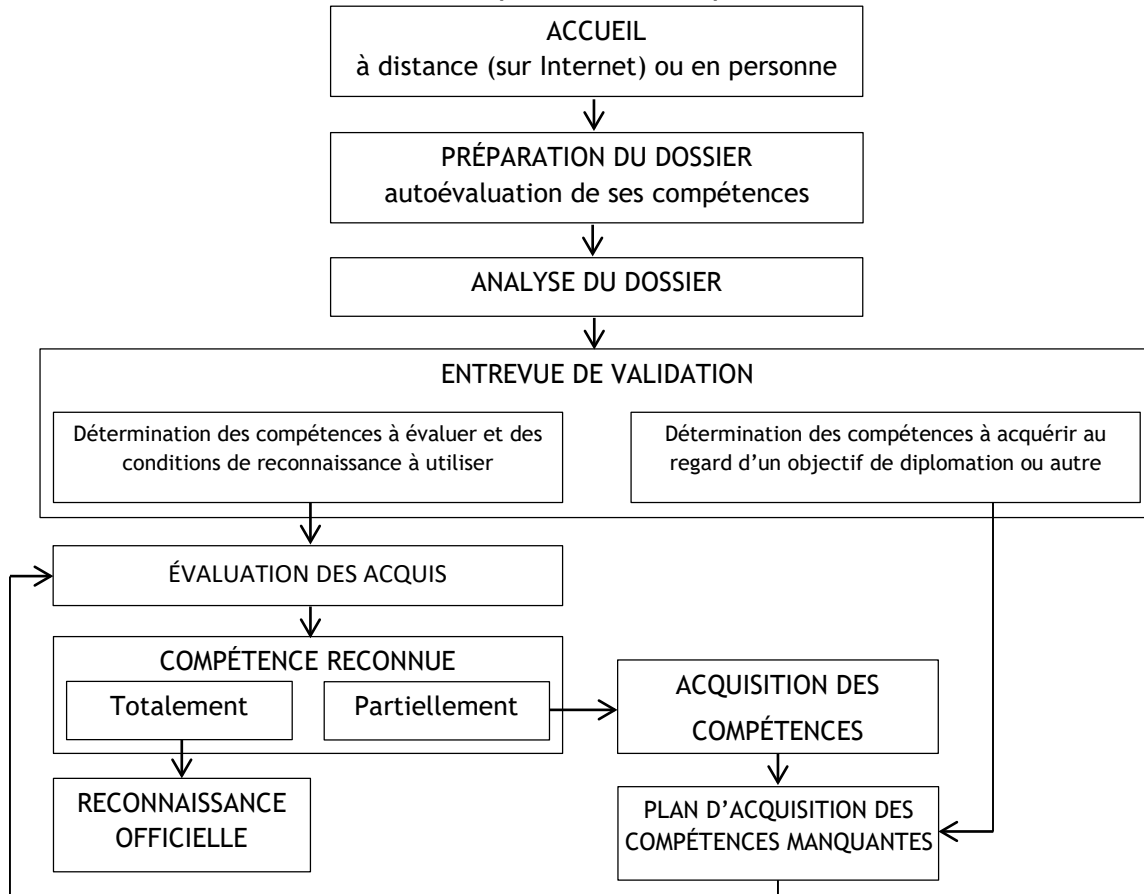 ACCUEIL
à distance (sur Internet) ou en personne
PRÉPARATION DU DOSSIER
autoévaluation de ses compétences
ANALYSE DU DOSSIER
ENTREVUE DE VALIDATION
Détermination des compétences à évaluer et des
conditions de reconnaissance à utiliser
Détermination des compétences à acquérir au
regard d’un objectif de diplomation ou autre
ÉVALUATION DES ACQUIS
COMPÉTENCE RECONNUE
Totalement
Partiellement
ACQUISITION DES
COMPÉTENCES
RECONNAISSANCE
OFFICIELLE
PLAN D’ACQUISITION DES
COMPÉTENCES MANQUANTES